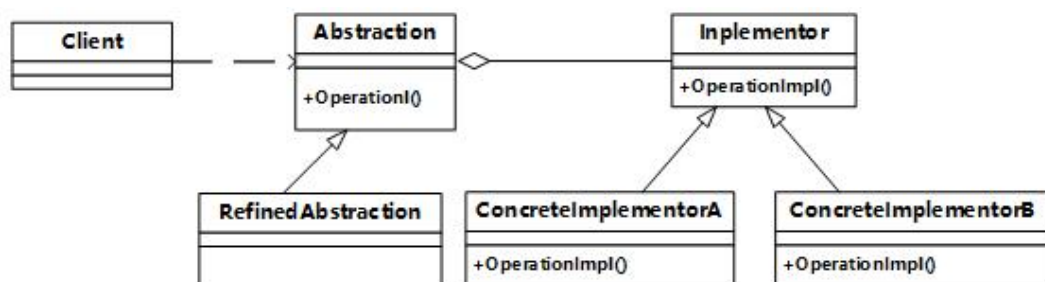 Client
Abstraction
+OperationI()
Inplementor
+OperationImpl()
RefinedAbstraction
ConcreteImplementorA
+OperationImpl()
ConcreteImplementorB
+OperationImpl()